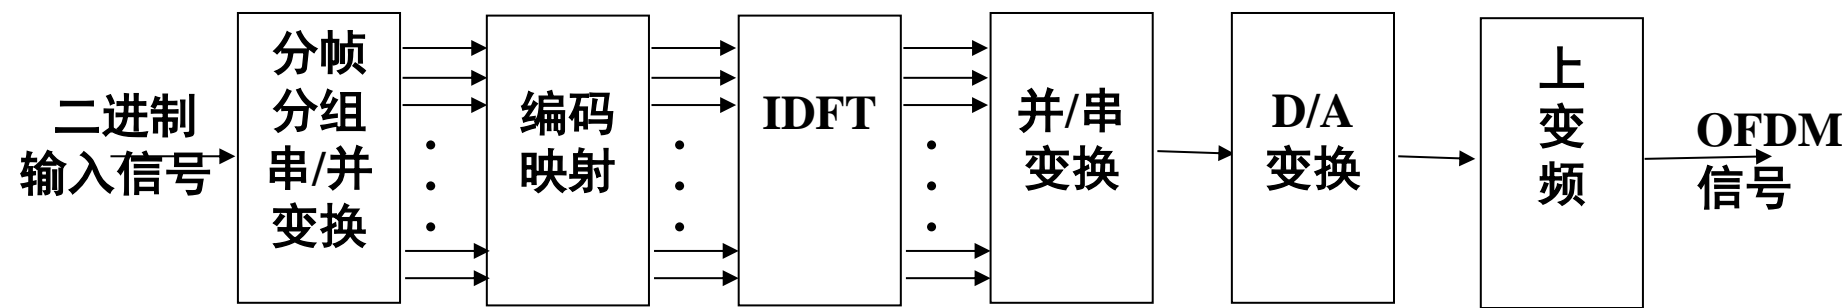 二进制
输入信号
分帧
分组
串/并
变换
编码
映射
IDFT
并/串
变换
D/A
变换
上
变
频
OFDM
信号